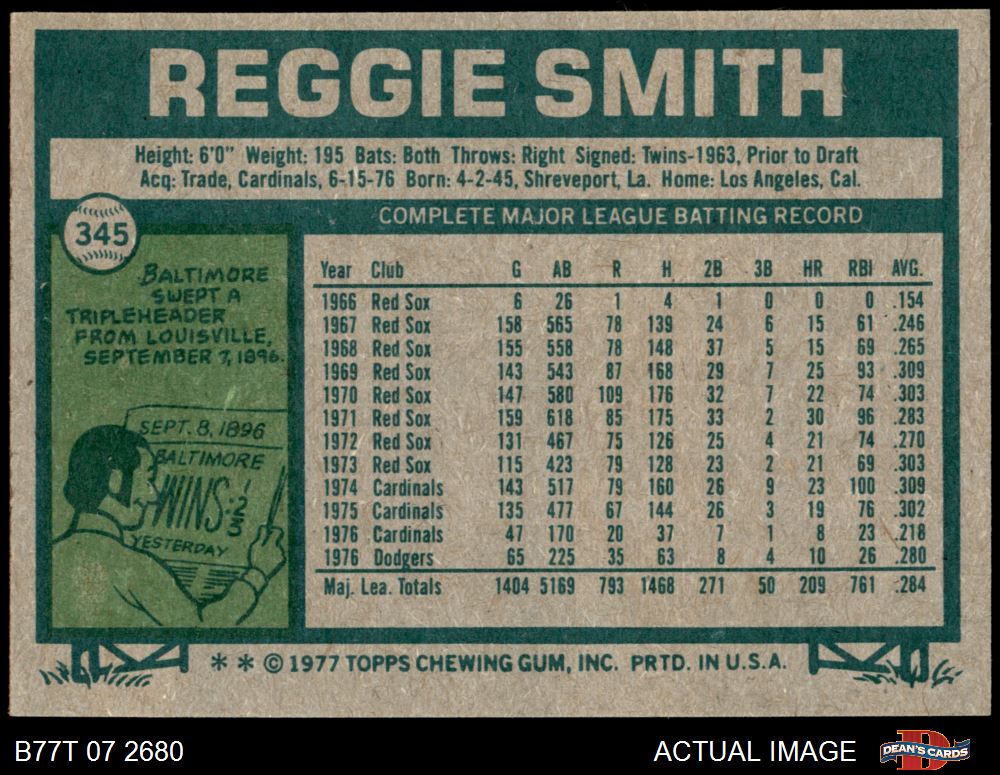 REGGIE SMITH
Height: 6'0" Weight: 195 Bats: Both Throws: Right Signed: Twins-1963, Prior to Draft
Acq: Trade, Cardinals, 6-15-76 Born: 4-2-45, Shreveport, La. Home: Los Angeles, Cal.
345
COMPLETE MAJOR LEAGUE BATTING RECORD
BALTIMORE
SWEPT A
TRIPLEHEADER
FROM LOUISVILLE,
SEPTEMBER 7, 1896.
SEPT. 8, 1896
BALTIMORE
WINS: 1
2
3
YESTERDAY
Year Club G AB R H 2B 3B HR RBI AVG.
1966 Red Sox 6 26 1 4 1 0 0 0 .154
1967 Red Sox 158 565 78 139 24 6 15 61 .246
1968 Red Sox 155 558 78 148 37 5 15 69 .265
1969 Red Sox 143 543 87 168 29 7 25 93 .309
1970 Red Sox 147 580 109 176 32 7 22 74 .303
1971 Red Sox 159 618 85 175 33 2 30 96 .283
1972 Red Sox 131 467 75 126 25 4 21 74 .270
1973 Red Sox 115 423 79 128 23 2 21 69 .303
1974 Cardinals 143 517 79 160 26 9 23 100 .309
1975 Cardinals 135 477 67 144 26 3 19 76 .302
1976 Cardinals 47 170 20 37 7 1 8 23 .218
1976 Dodgers 65 225 35 63 8 4 10 26 .280
Maj. Lea. Totals 1404 5169 793 1468 271 50 209 761 .284
* * © 1977 TOPPS CHEWING GUM, INC. PRTD. IN U.S.A.
B77T 07 2680
ACTUAL IMAGE
DEAN'S CARDS